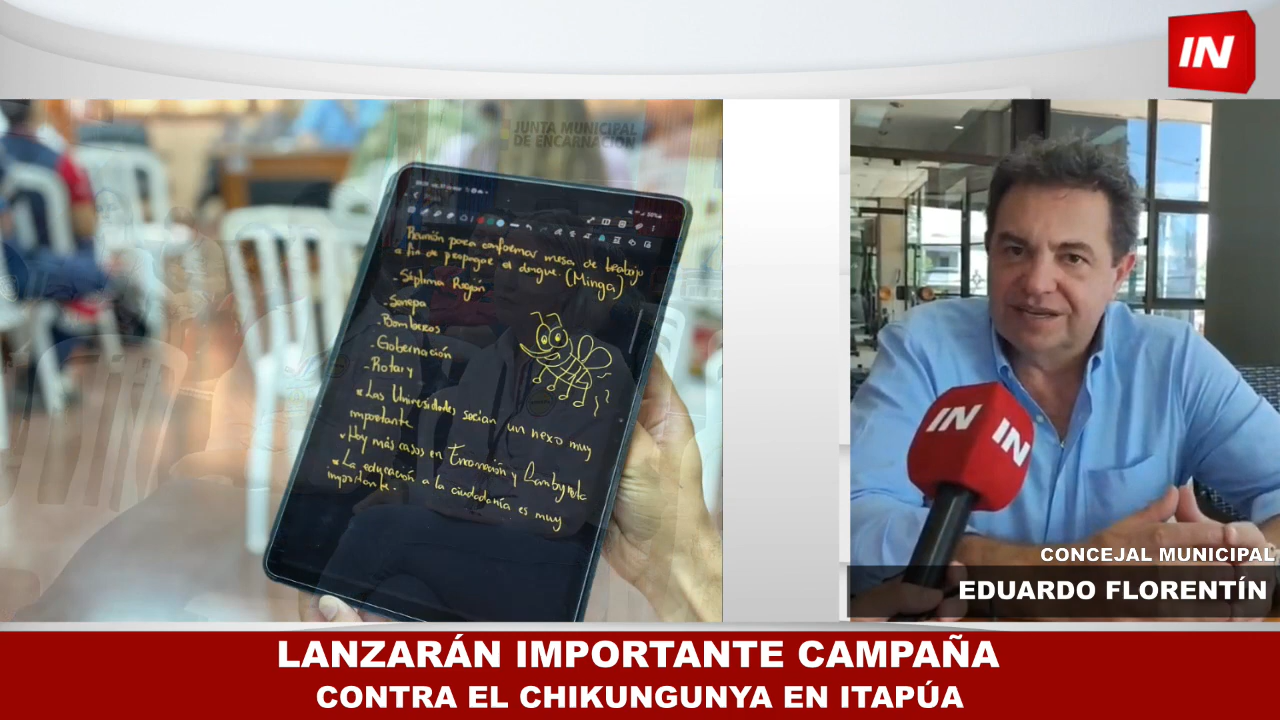 IN
JUNTA MUNICIPAL
DE ENCARNACIÓN
Reunión para conformar mesa de trabajo
a fin de propagar el dengue. (Minga)
- Séptima Región
- Senepa
- Bomberos
- Gobernación
- Rotary
* Las Universidades serían un nexo muy
importante
* Hay más casos en Encarnación y Cambyretá
* La educación a la ciudadanía es muy
importante.
IN IN
CONCEJAL MUNICIPAL
EDUARDO FLORENTÍN
LANZARÁN IMPORTANTE CAMPAÑA
CONTRA EL CHIKUNGUNYA EN ITAPÚA